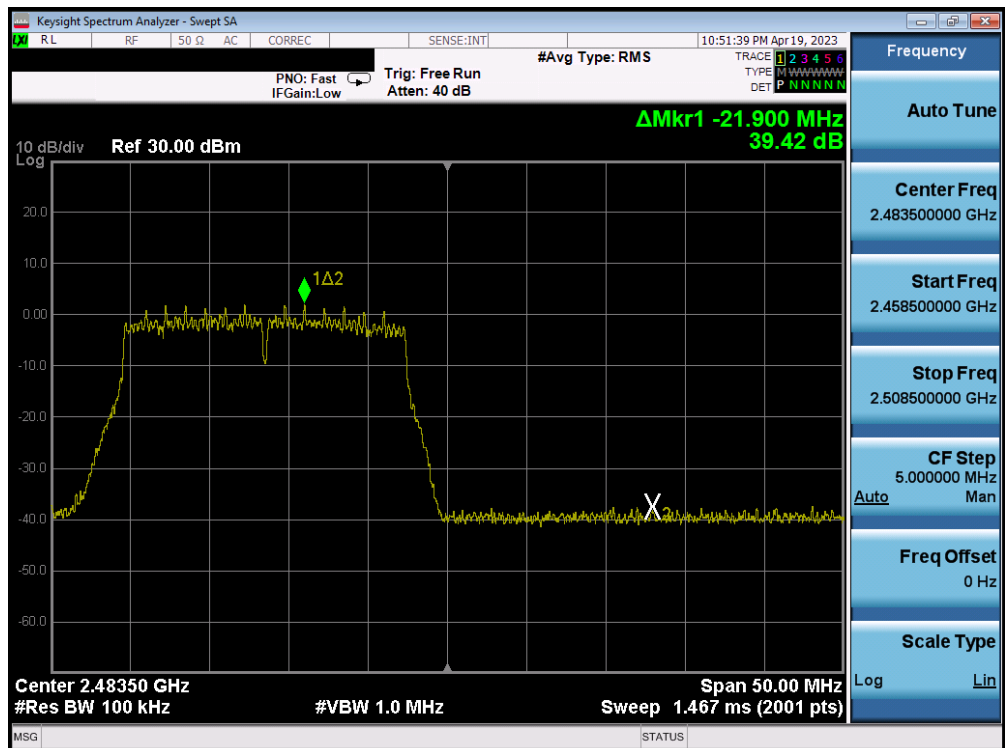 Keysight Spectrum Analyzer - Swept SA
LXI RL RF 50 Ω AC CORREC SENSE:INT 10:51:39 PM Apr 19, 2023
#Avg Type: RMS TRACE 1 2 3 4 5 6
PNO: Fast Trig: Free Run TYPE M WWWWW
IFGain:Low Atten: 40 dB DET P N N N N N
ΔMkr1 -21.900 MHz
39.42 dB
10 dB/div Ref 30.00 dBm
Log
20.0
10.0
1Δ2
0.00
-10.0
-20.0
-30.0
-40.0
X2
-50.0
-60.0
Center 2.48350 GHz Span 50.00 MHz
#Res BW 100 kHz #VBW 1.0 MHz Sweep 1.467 ms (2001 pts)
MSG STATUS
Frequency
Auto Tune
Center Freq
2.483500000 GHz
Start Freq
2.458500000 GHz
Stop Freq
2.508500000 GHz
CF Step
5.000000 MHz
Auto Man
Freq Offset
0 Hz
Scale Type
Log Lin